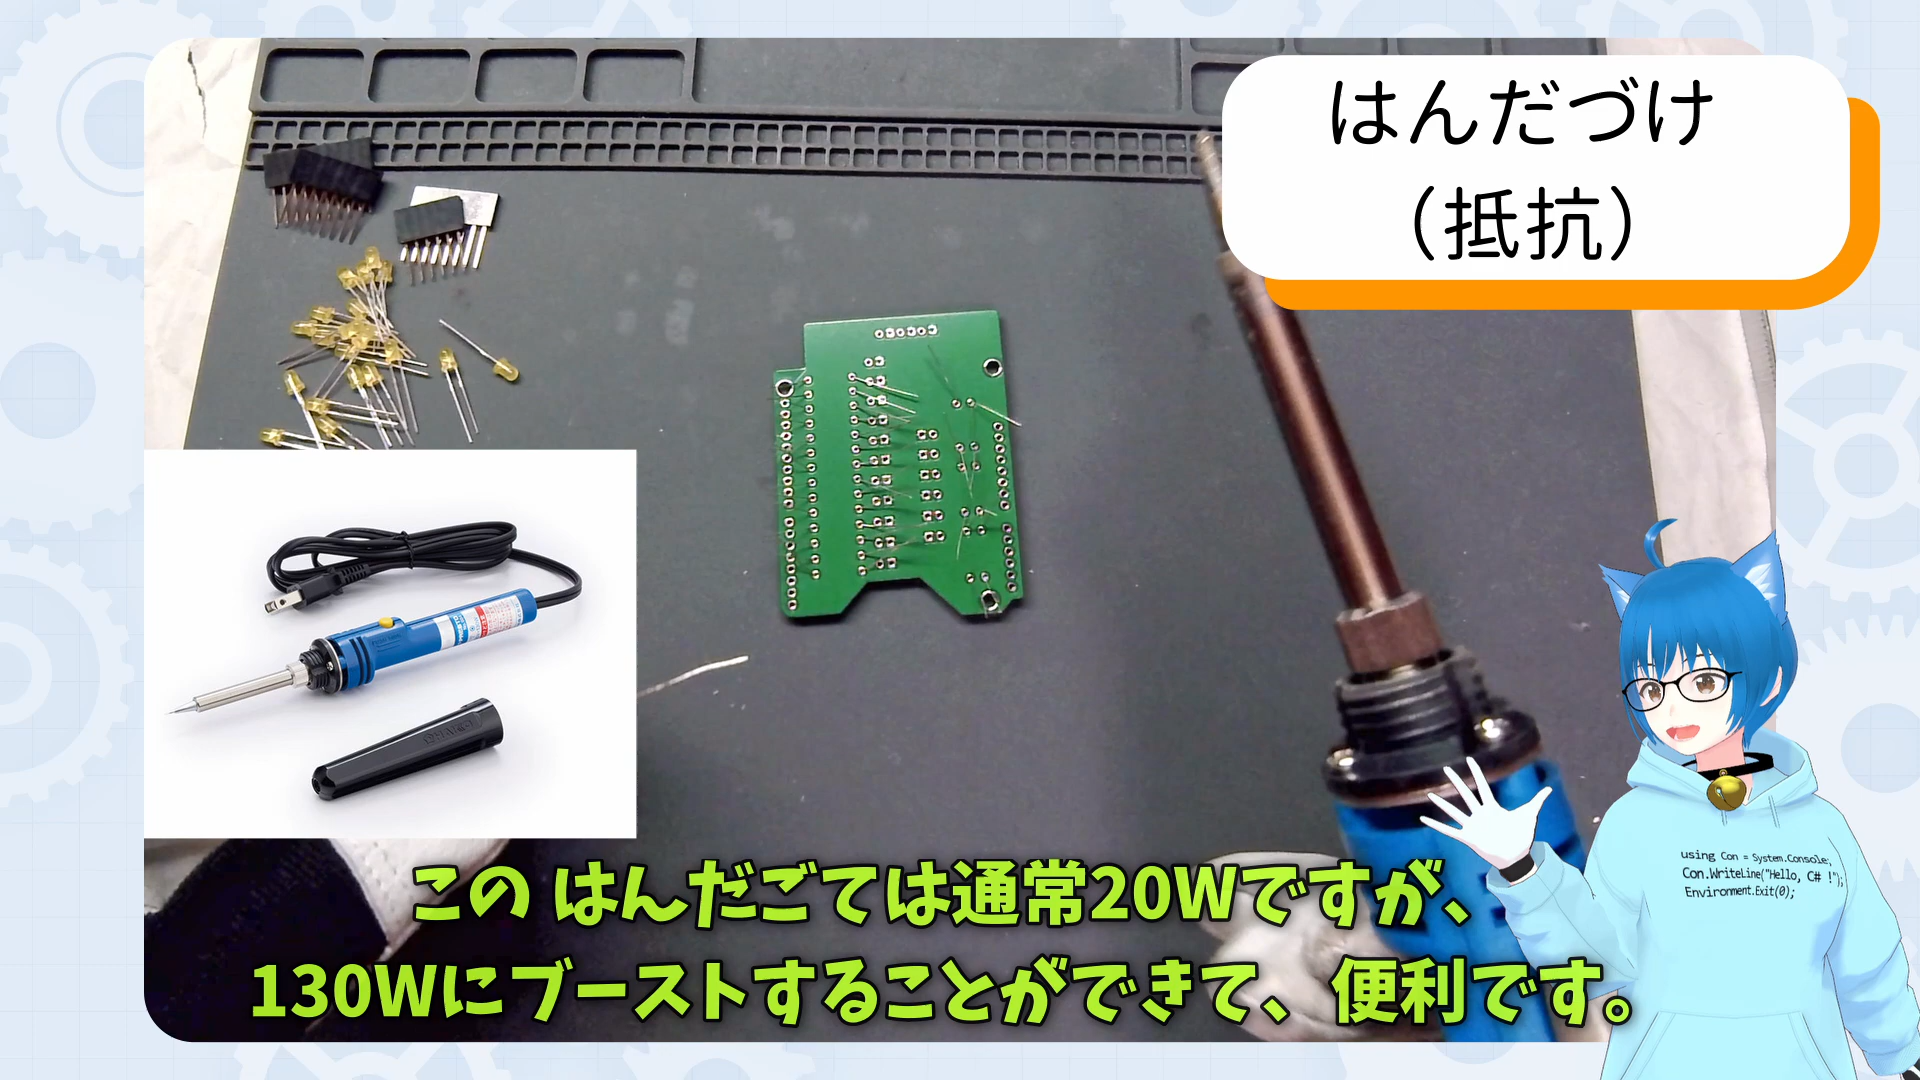 はんだづけ
（抵抗）
using Con = System.Console;
Con.WriteLine("Hello, C# !");
Environment.Exit(0);
この はんだごては通常20Wですが、
130Wにブーストすることができて、便利です。